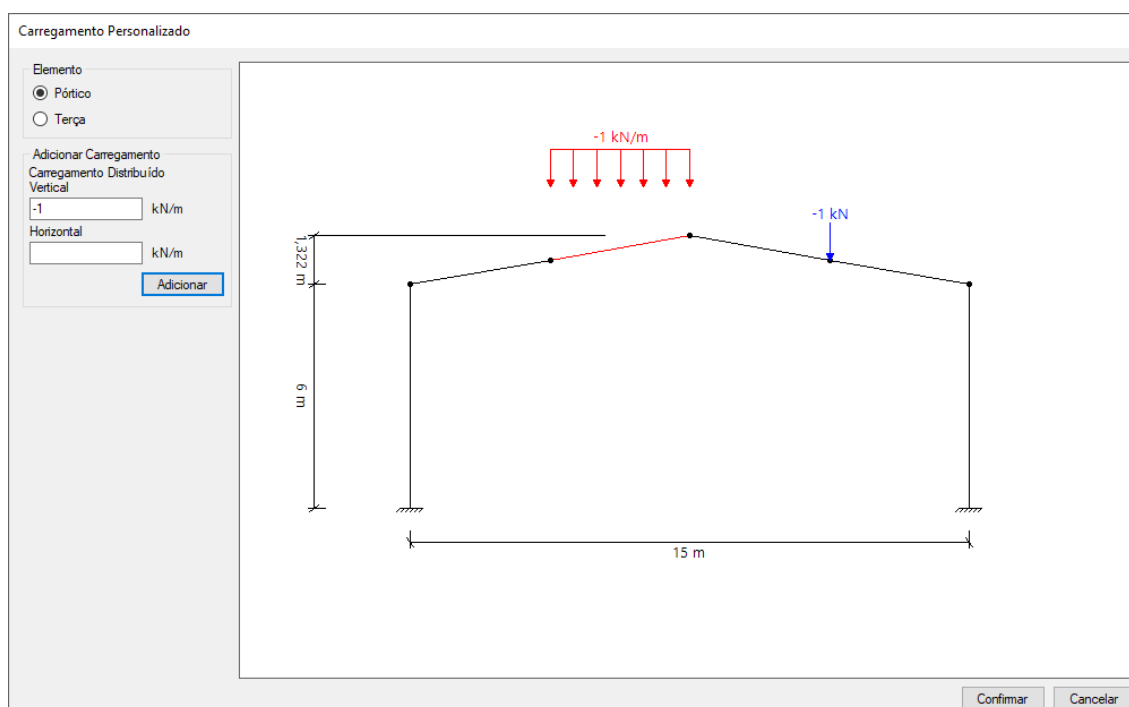 Carregamento Personalizado
Elemento
Pórtico
Terça
Adicionar Carregamento
Carregamento Distribuído
Vertical
-1 kN/m
Horizontal
kN/m
Adicionar
-1 kN/m
-1 kN
1,322 m
6 m
15 m
Confirmar Cancelar